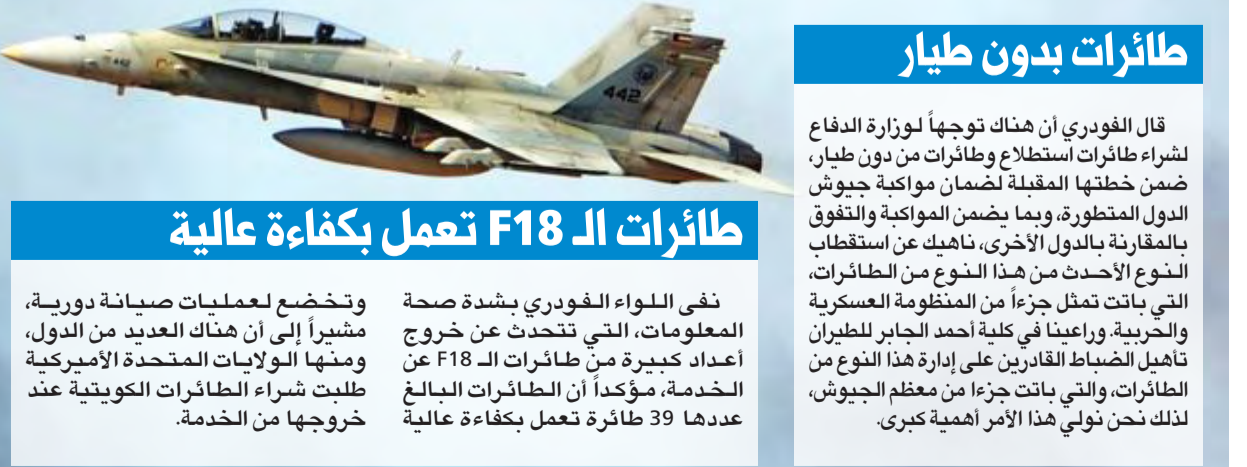 طائرات بدون طيار
قال الفودري أن هناك توجهاً لوزارة الدفاع
لشراء طائرات استطلاع وطائرات من دون طيار،
ضمن خطتها المقبلة لضمان مواكبة جيوش
الدول المتطورة، وبما يضمن المواكبة والتفوق
بالمقارنة بالدول الأخرى، ناهيك عن استقطاب
النوع الأحدث من هذا النوع من الطائرات،
التي باتت تمثل جزءاً من المنظومة العسكرية
والحربية. وراعينا في كلية أحمد الجابر للطيران
تأهيل الضباط القادرين على إدارة هذا النوع من
الطائرات، والتي باتت جزءا من معظم الجيوش،
لذلك نحن نولي هذا الأمر أهمية كبرى.
442
442
طائرات الـ F18 تعمل بكفاءة عالية
نفى اللواء الفودري بشدة صحة
المعلومات، التي تتحدث عن خروج
أعداد كبيرة من طائرات الـ F18 عن
الخدمة، مؤكداً أن الطائرات البالغ
عددها 39 طائرة تعمل بكفاءة عالية
وتخضع لعمليات صيانة دورية،
مشيراً إلى أن هناك العديد من الدول،
ومنها الولايات المتحدة الأميركية
طلبت شراء الطائرات الكويتية عند
خروجها من الخدمة.